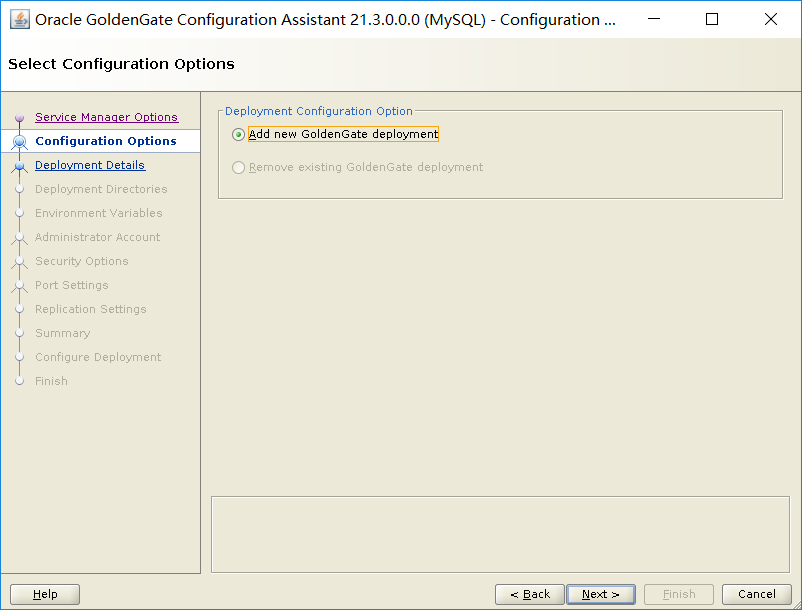 Oracle GoldenGate Configuration Assistant 21.3.0.0.0 (MySQL) - Configuration ...
Select Configuration Options
Service Manager Options
Configuration Options
Deployment Details
Deployment Directories
Environment Variables
Administrator Account
Security Options
Port Settings
Replication Settings
Summary
Configure Deployment
Finish
Deployment Configuration Option
Add new GoldenGate deployment
Remove existing GoldenGate deployment
Help
< Back
Next >
Finish
Cancel